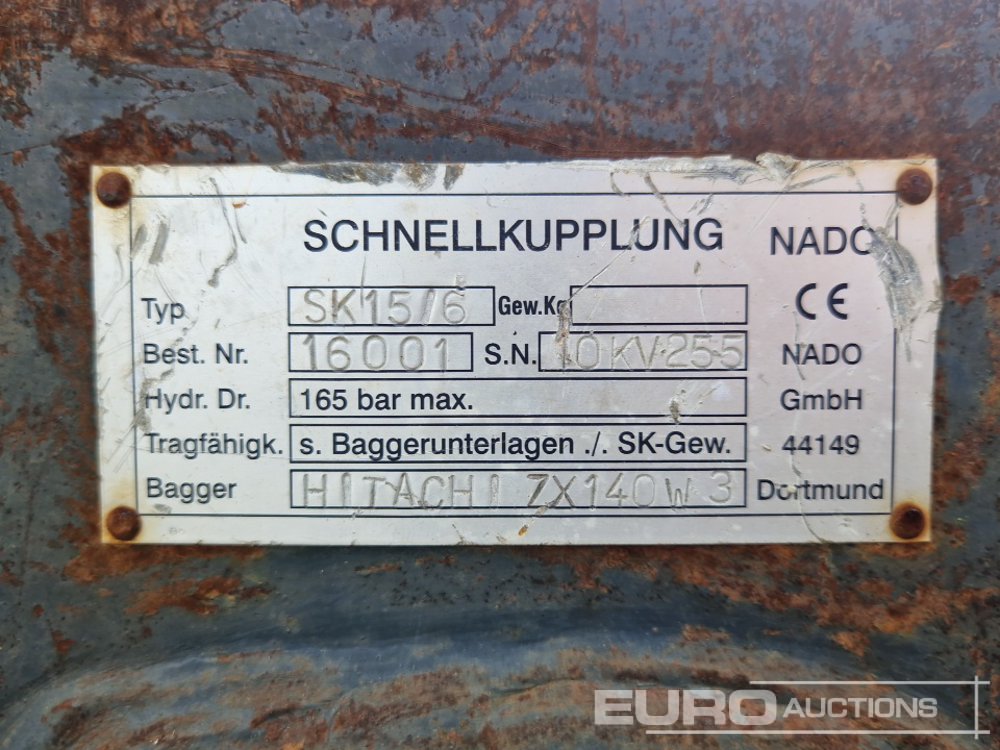 SCHNELLKUPPLUNG NADO
Typ SK15/6 Gew.Kg CE
Best. Nr. 16001 S.N. 10KV255 NADO
Hydr. Dr. 165 bar max. GmbH
Tragfähigk. s. Baggerunterlagen ./. SK-Gew. 44149
Bagger HITACHI ZX140W3 Dortmund
EURO AUCTIONS